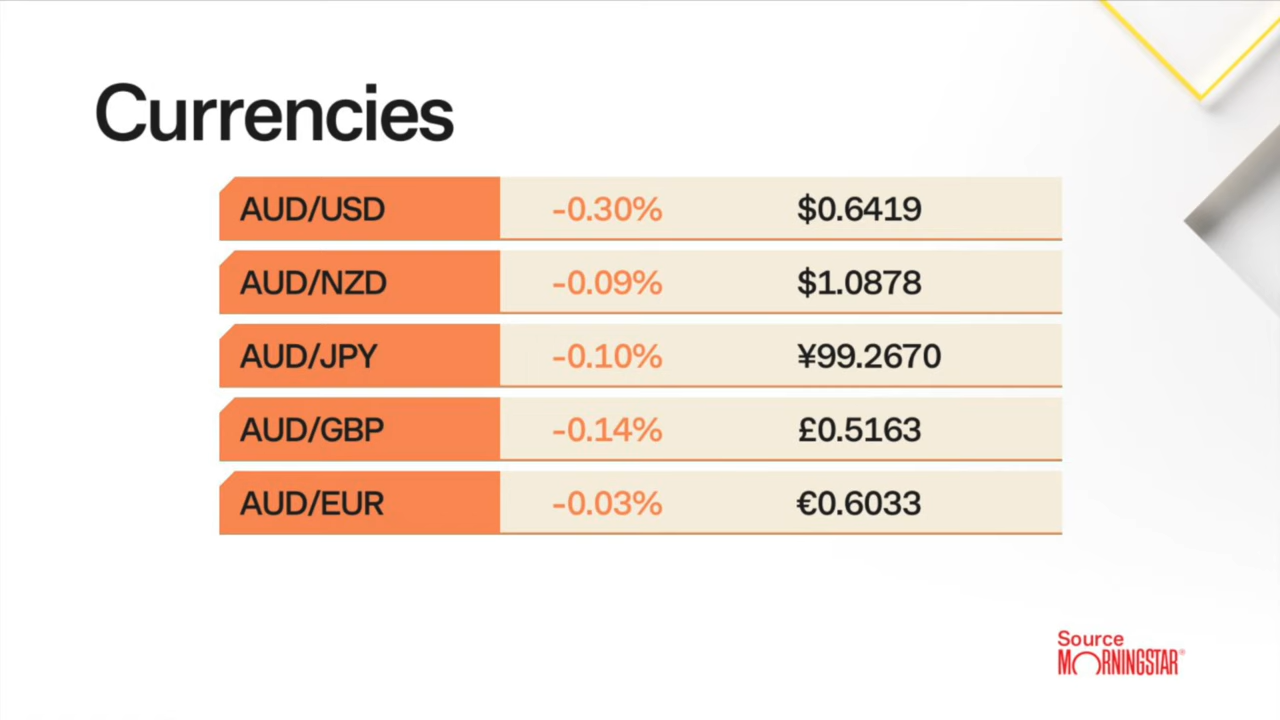 Currencies
AUD/USD -0.30% $0.6419
AUD/NZD -0.09% $1.0878
AUD/JPY -0.10% ¥99.2670
AUD/GBP -0.14% £0.5163
AUD/EUR -0.03% €0.6033
Source
MORNINGSTAR®